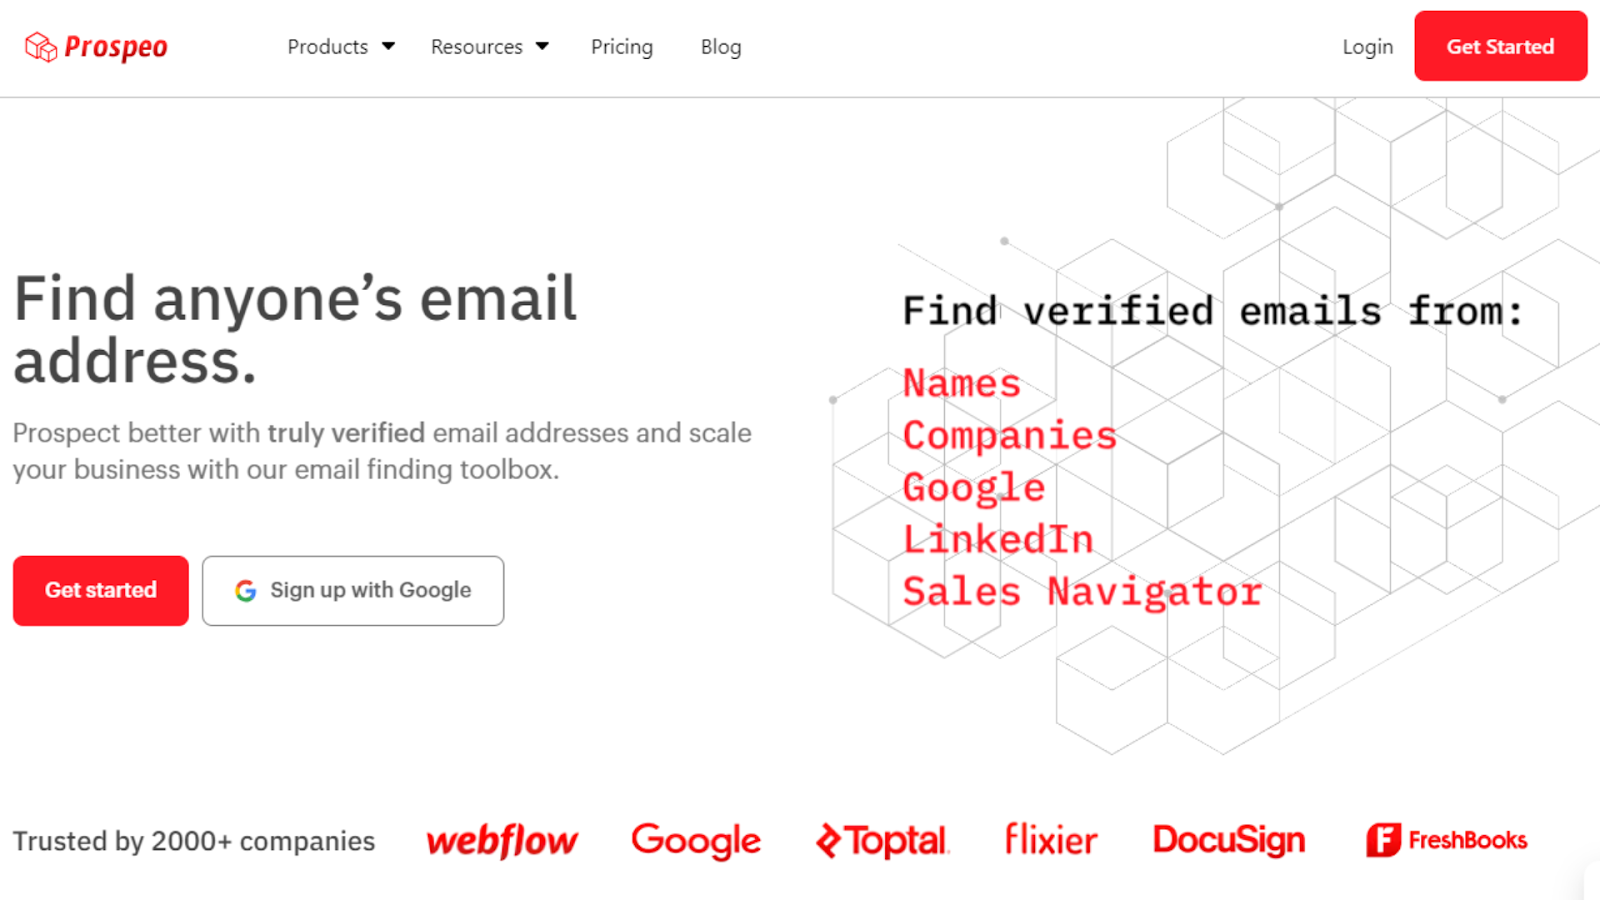 Prospeo
Products
Resources
Pricing
Blog
Login
Get Started
Find anyone’s email
address.
Prospect better with truly verified email addresses and scale
your business with our email finding toolbox.
Get started
Sign up with Google
Find verified emails from:
Names
Companies
Google
LinkedIn
Sales Navigator
Trusted by 2000+ companies
webflow
Google
Toptal
flixier
DocuSign
FreshBooks